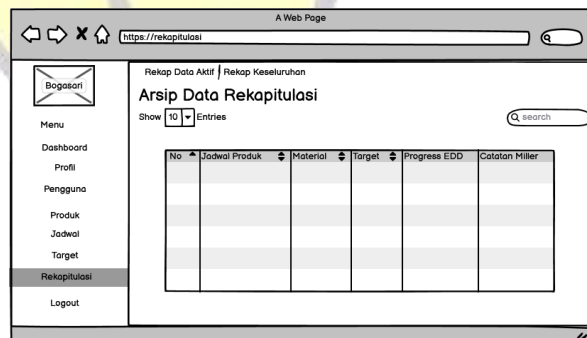 A Web Page
https://rekapitulasi
Bogasari
Menu
Dashboard
Profil
Pengguna
Produk
Jadwal
Target
Rekapitulasi
Logout
Rekap Data Aktif | Rekap Keseluruhan
Arsip Data Rekapitulasi
Show 10 Entries
search
No Jadwal Produk Material Target Progress EDD Catatan Miller